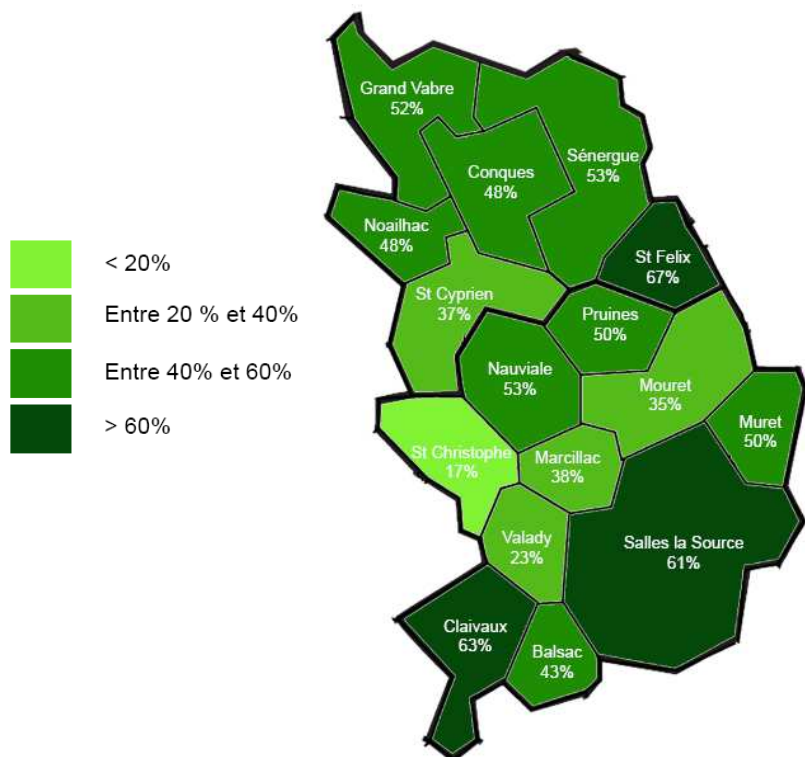 < 20%
Entre 20 % et 40%
Entre 40% et 60%
> 60%
Grand Vabre
52%
Sénergue
53%
Conques
48%
Noailhac
48%
St Felix
67%
St Cyprien
37%
Pruines
50%
Nauviale
53%
Mouret
35%
Muret
50%
St Christophe
17%
Marcillac
38%
Valady
23%
Salles la Source
61%
Claivaux
63%
Balsac
43%